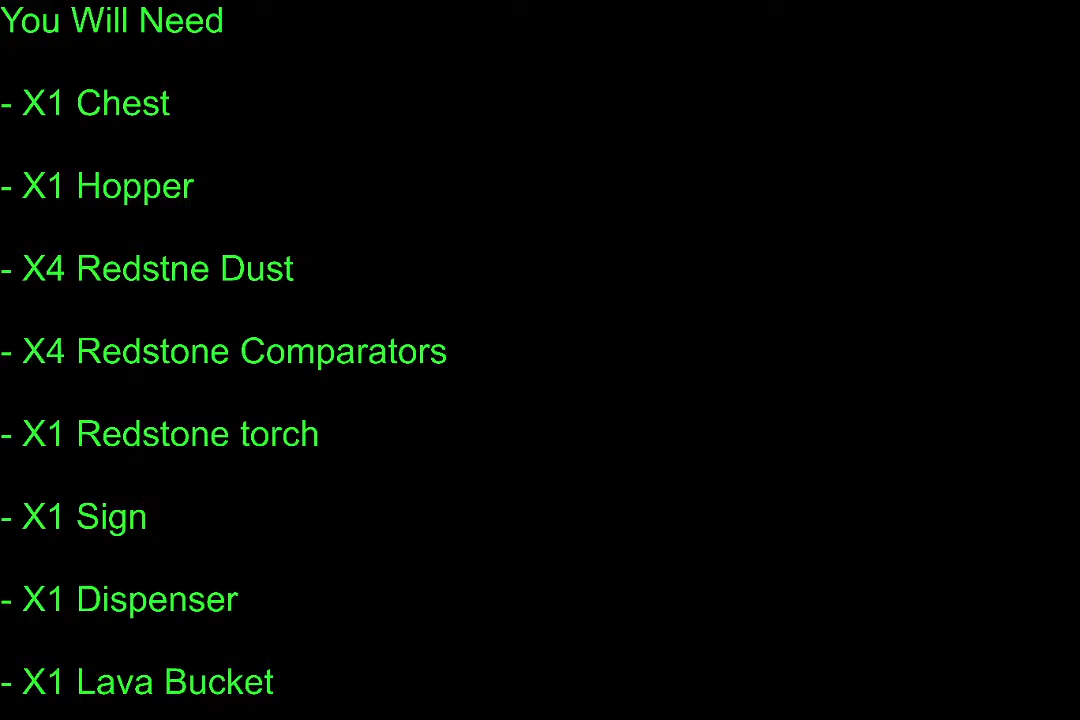 You Will Need
- X1 Chest
- X1 Hopper
- X4 Redstne Dust
- X4 Redstone Comparators
- X1 Redstone torch
- X1 Sign
- X1 Dispenser
- X1 Lava Bucket